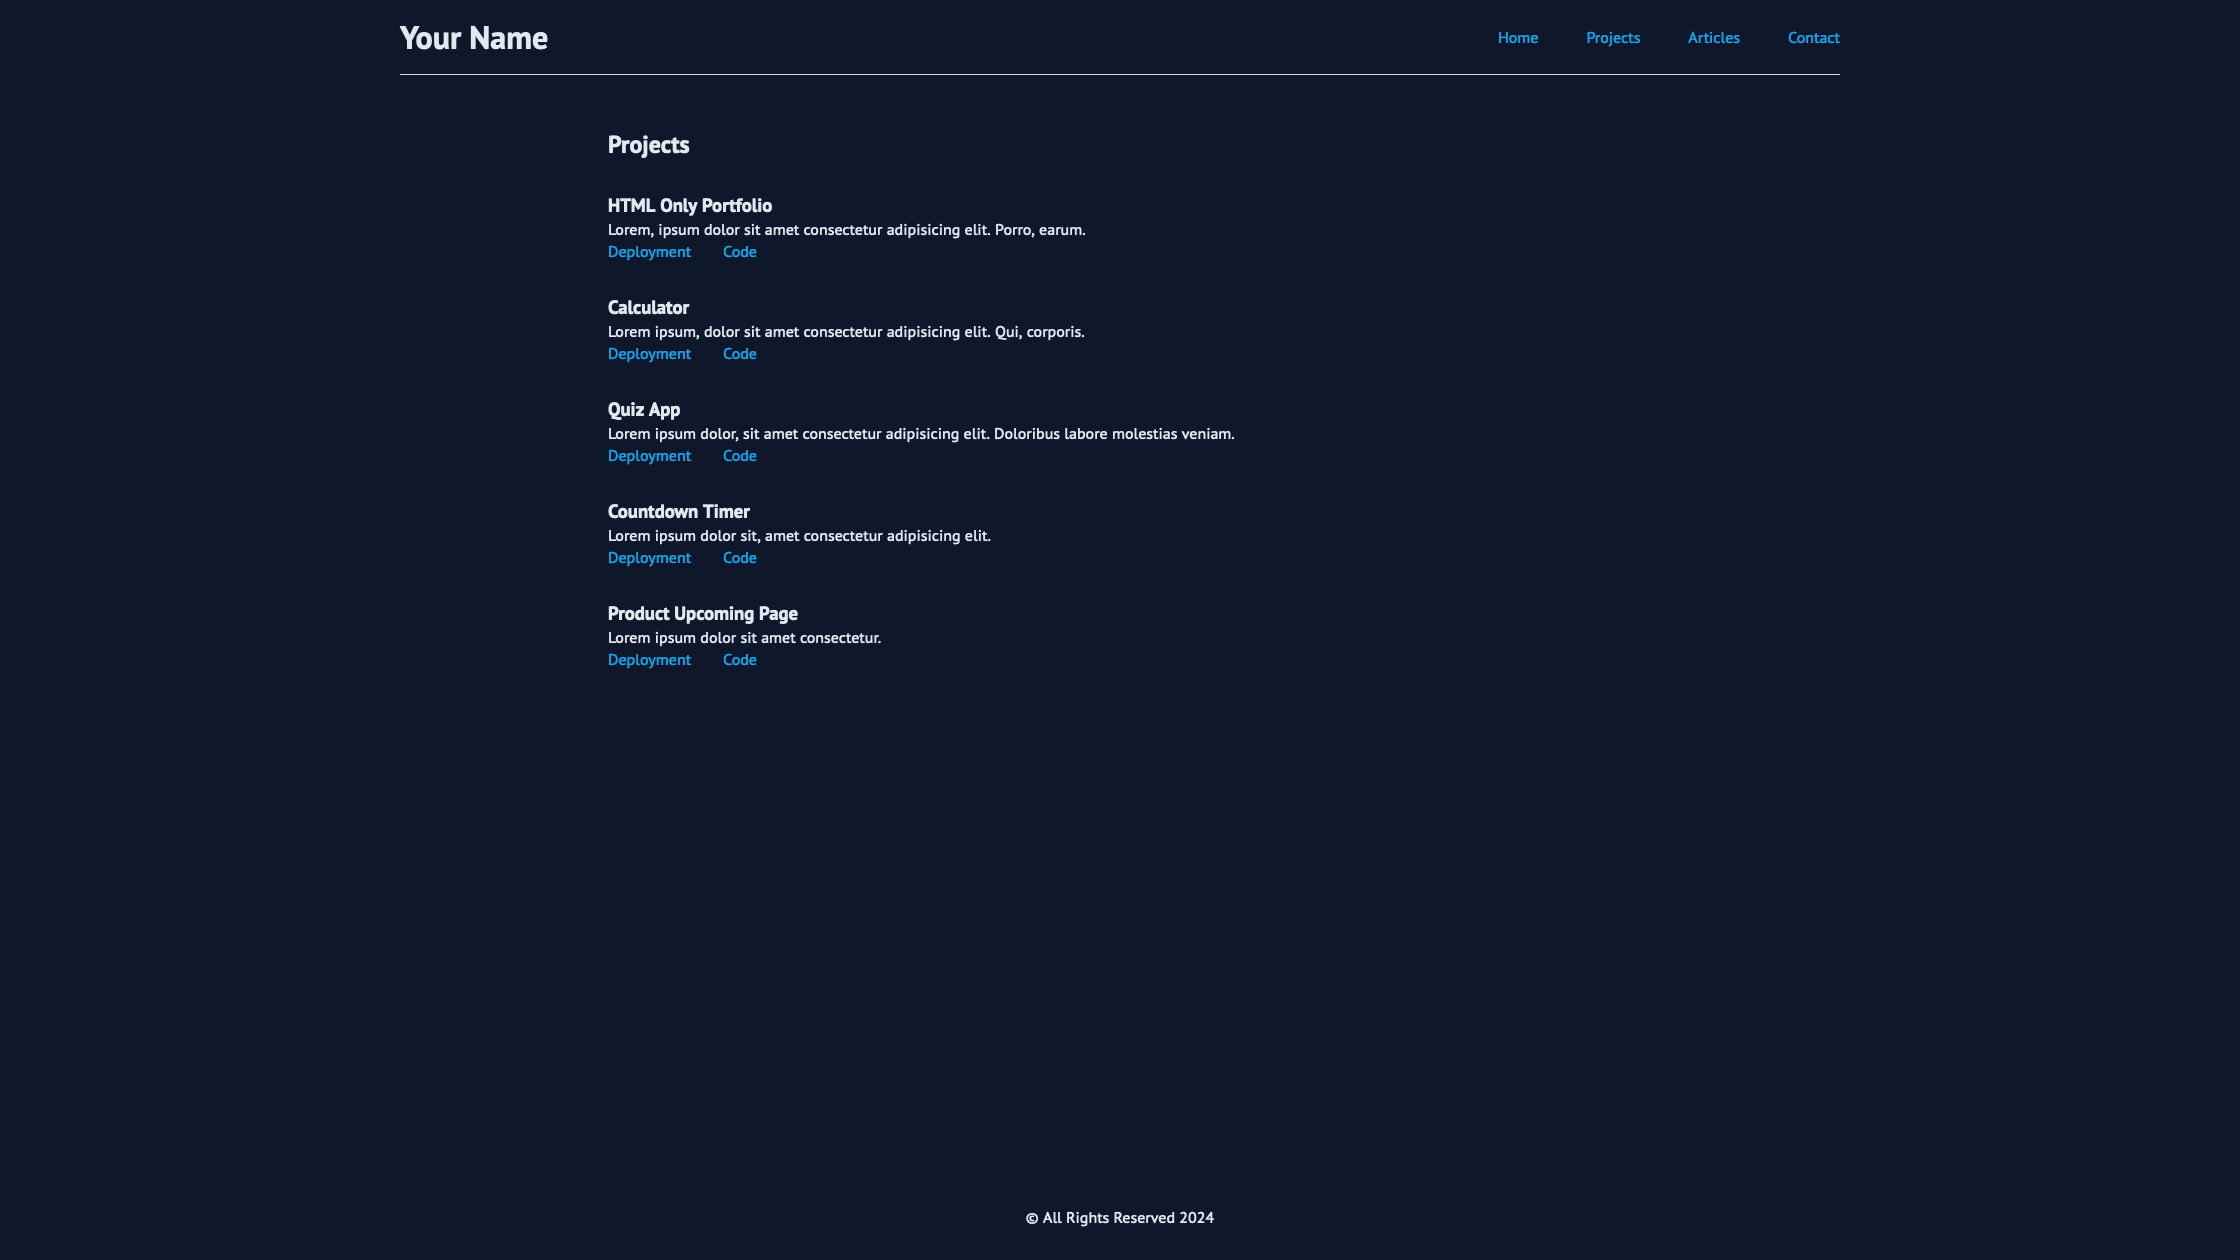 Your Name
Home Projects Articles Contact
Projects
HTML Only Portfolio
Lorem, ipsum dolor sit amet consectetur adipisicing elit. Porro, earum.
Deployment Code
Calculator
Lorem ipsum, dolor sit amet consectetur adipisicing elit. Qui, corporis.
Deployment Code
Quiz App
Lorem ipsum dolor, sit amet consectetur adipisicing elit. Doloribus labore molestias veniam.
Deployment Code
Countdown Timer
Lorem ipsum dolor sit, amet consectetur adipisicing elit.
Deployment Code
Product Upcoming Page
Lorem ipsum dolor sit amet consectetur.
Deployment Code
© All Rights Reserved 2024